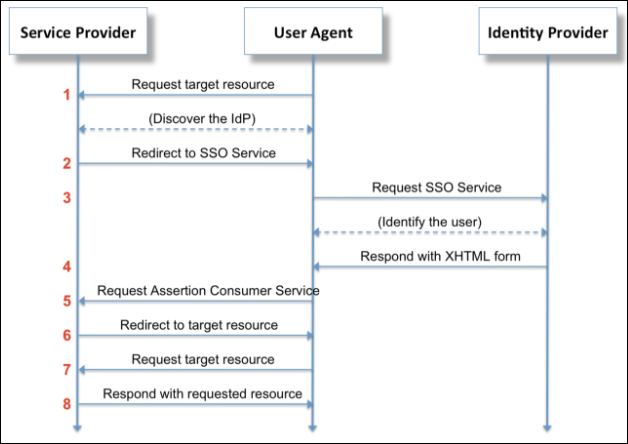 Service Provider
User Agent
Identity Provider
1
Request target resource
(Discover the IdP)
2
Redirect to SSO Service
3
Request SSO Service
(Identify the user)
4
Respond with XHTML form
5
Request Assertion Consumer Service
6
Redirect to target resource
7
Request target resource
8
Respond with requested resource